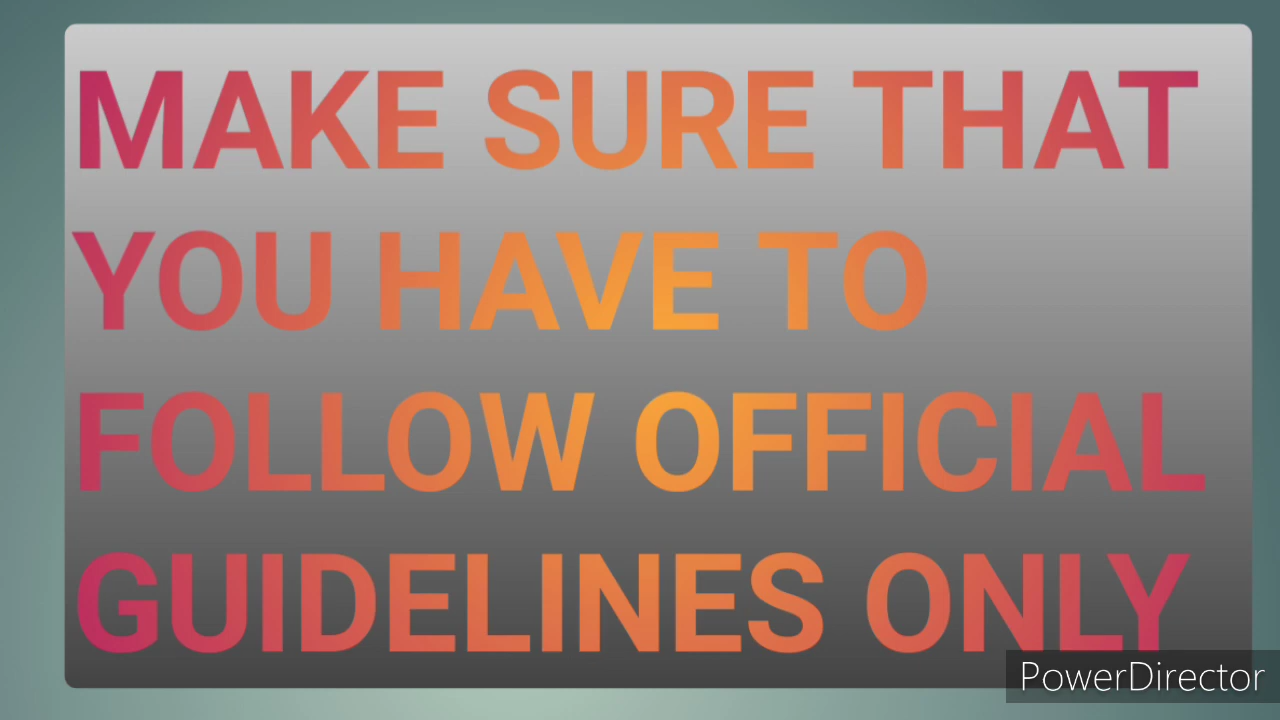 MAKE SURE THAT
YOU HAVE TO
FOLLOW OFFICIAL
GUIDELINES ONLY
PowerDirector